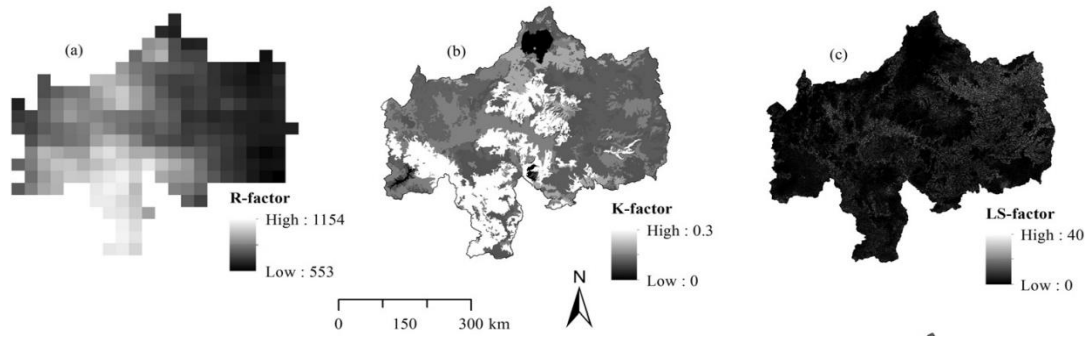 (a)
R-factor
High : 1154
Low : 553
(b)
K-factor
High : 0.3
Low : 0
(c)
LS-factor
High : 40
Low : 0
N
0 150 300 km